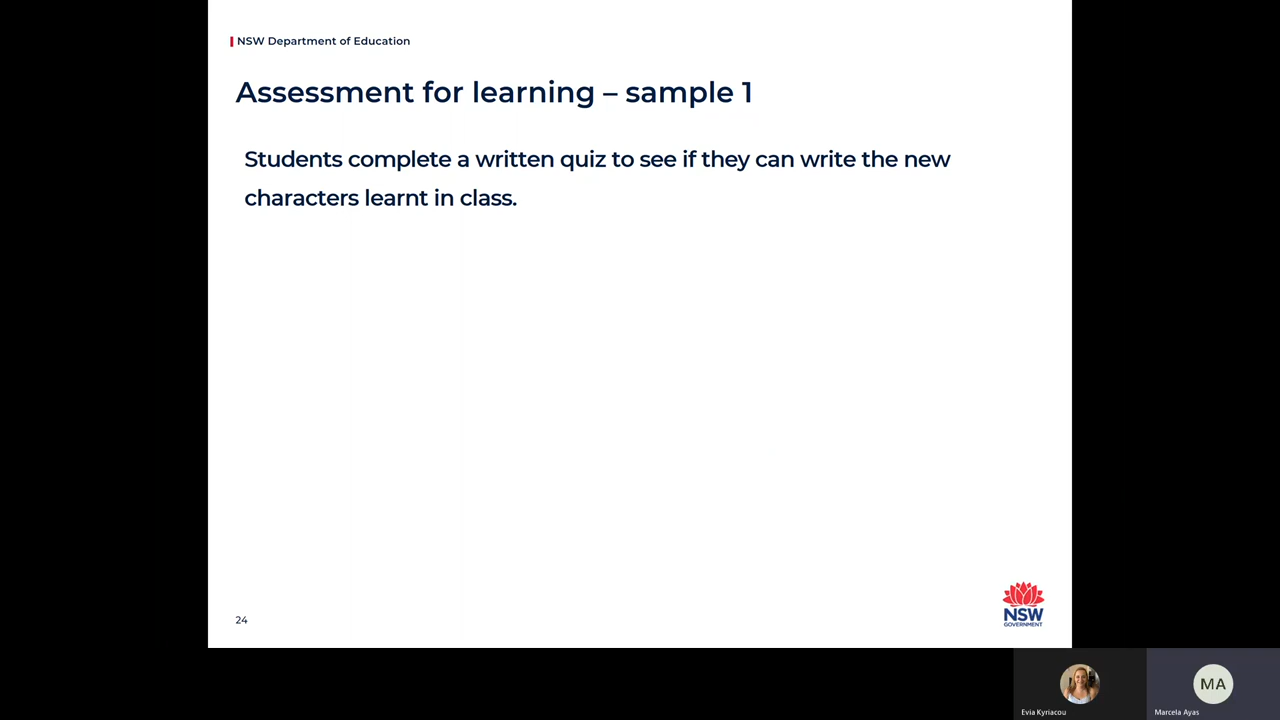 NSW Department of Education
Assessment for learning – sample 1
Students complete a written quiz to see if they can write the new
characters learnt in class.
24
NSW
GOVERNMENT
MA
Evia Kyriacou
Marcela Ayas